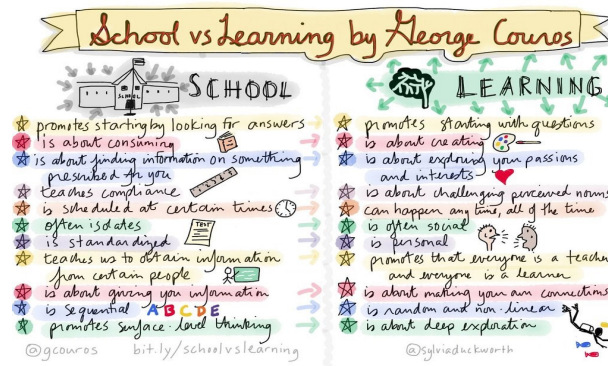 School vs Learning by George Couros
SCHOOL
SCHOOL
promotes starting by looking for answers
is about consuming
is about finding information on something
prescribed for you
teaches compliance
is scheduled at certain times
often isolates
is standardized
TEST
teaches us to obtain information
from certain people
is about giving you information
is sequential A B C D E
promotes surface-level thinking
@gcouros bit.ly/schoolvslearning
LEARNING
promotes starting with questions
is about creating
is about exploring your passions
and interests
is about challenging perceived norms
can happen any time, all of the time
is often social
is personal
promotes that everyone is a teacher
and everyone is a learner
is about making your own connections
is random and non-linear
is about deep exploration
@sylviaduckworth